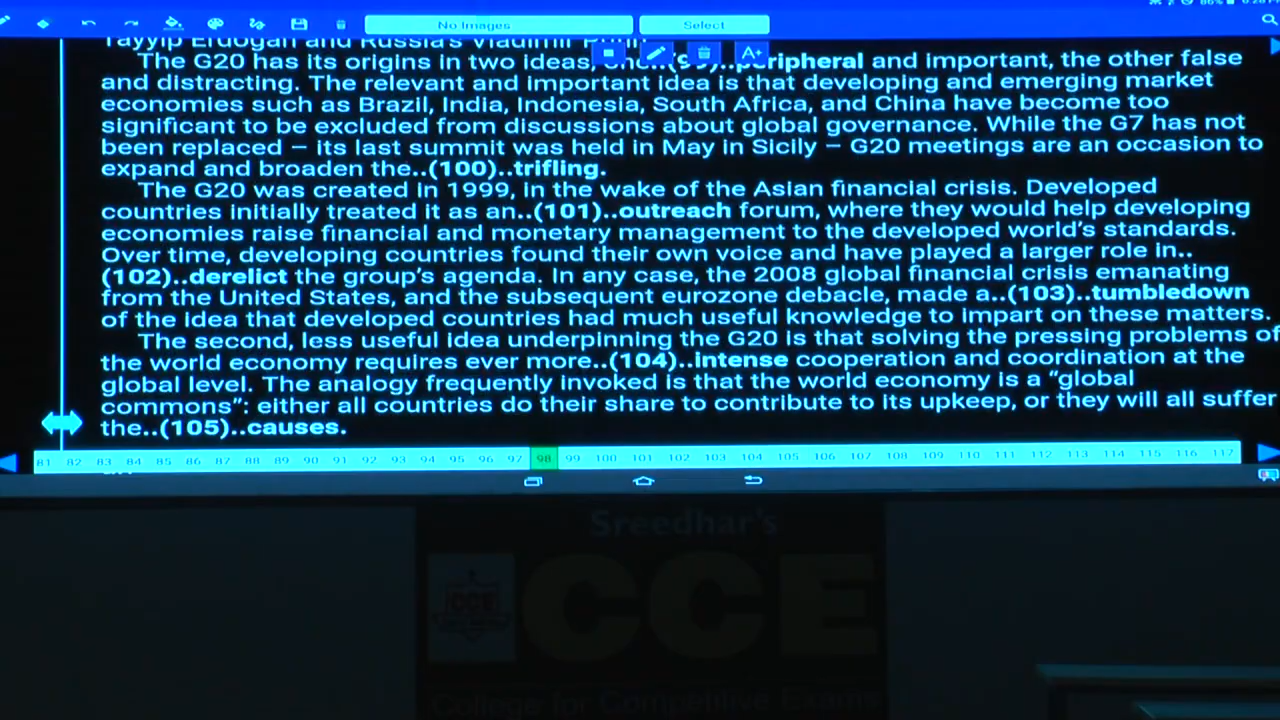 86%
No Images
Select
A+
Tayyip Erdogan and Russia's Vladimir Putin
The G20 has its origins in two ideas, one..(99)..peripheral and important, the other false
and distracting. The relevant and important idea is that developing and emerging market
economies such as Brazil, India, Indonesia, South Africa, and China have become too
significant to be excluded from discussions about global governance. While the G7 has not
been replaced – its last summit was held in May in Sicily – G20 meetings are an occasion to
expand and broaden the..(100)..trifling.
The G20 was created in 1999, in the wake of the Asian financial crisis. Developed
countries initially treated it as an..(101)..outreach forum, where they would help developing
economies raise financial and monetary management to the developed world's standards.
Over time, developing countries found their own voice and have played a larger role in..
(102)..derelict the group's agenda. In any case, the 2008 global financial crisis emanating
from the United States, and the subsequent eurozone debacle, made a..(103)..tumbledown
of the idea that developed countries had much useful knowledge to impart on these matters.
The second, less useful idea underpinning the G20 is that solving the pressing problems of
the world economy requires ever more..(104)..intense cooperation and coordination at the
global level. The analogy frequently invoked is that the world economy is a “global
commons”: either all countries do their share to contribute to its upkeep, or they will all suffer
the..(105)..causes.
81 82 83 84 85 86 87 88 89 90 91 92 93 94 95 96 97 98 99 100 101 102 103 104 105 106 107 108 109 110 111 112 113 114 115 116 117
Sreedhar's
CCE
CCE
College for Competitive Exams